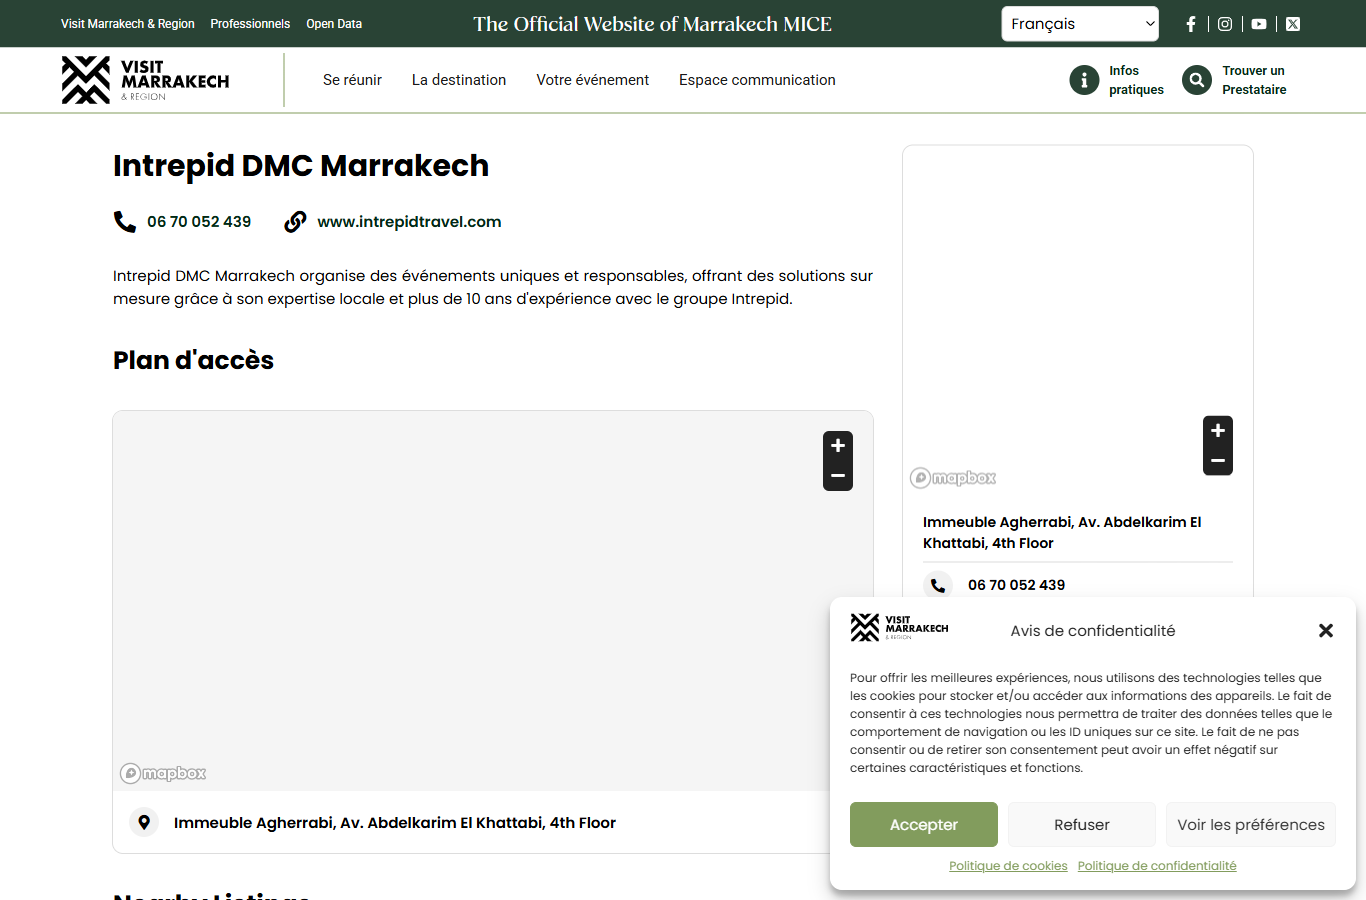 Visit Marrakech & Region Professionnels Open Data
The Official Website of Marrakech MICE
Français
VISIT
MARRAKECH
& REGION
Se réunir La destination Votre événement Espace communication
Infos
pratiques
Trouver un
Prestataire
Intrepid DMC Marrakech
06 70 052 439 www.intrepidtravel.com
Intrepid DMC Marrakech organise des événements uniques et responsables, offrant des solutions sur
mesure grâce à son expertise locale et plus de 10 ans d'expérience avec le groupe Intrepid.
Plan d'accès
mapbox
Immeuble Agherrabi, Av. Abdelkarim El Khattabi, 4th Floor
Nearby Listings
mapbox
Immeuble Agherrabi, Av. Abdelkarim El
Khattabi, 4th Floor
06 70 052 439
VISIT
MARRAKECH
& REGION
Avis de confidentialité
Pour offrir les meilleures expériences, nous utilisons des technologies telles que
les cookies pour stocker et/ou accéder aux informations des appareils. Le fait de
consentir à ces technologies nous permettra de traiter des données telles que le
comportement de navigation ou les ID uniques sur ce site. Le fait de ne pas
consentir ou de retirer son consentement peut avoir un effet négatif sur
certaines caractéristiques et fonctions.
Accepter Refuser Voir les préférences
Politique de cookies Politique de confidentialité